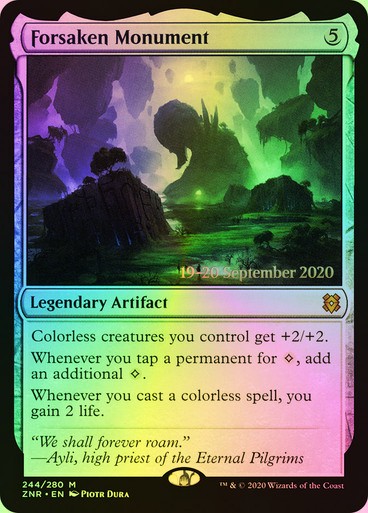 Forsaken Monument 5
19-20 September 2020
Legendary Artifact
Colorless creatures you control get +2/+2.
Whenever you tap a permanent for ◇, add
an additional ◇.
Whenever you cast a colorless spell, you
gain 2 life.
“We shall forever roam.”
—Ayli, high priest of the Eternal Pilgrims
244/280 M
ZNR • EN Piotr Dura
™ & © 2020 Wizards of the Coast